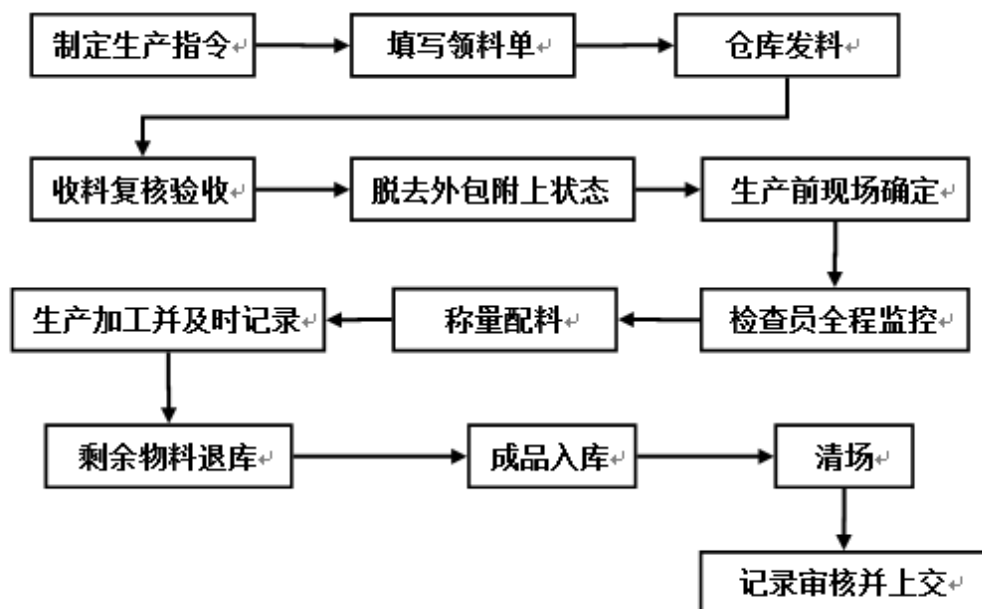 制定生产指令
填写领料单
仓库发料
收料复核验收
脱去外包附上状态
生产前现场确定
检查员全程监控
称量配料
生产加工并及时记录
剩余物料退库
成品入库
清场
记录审核并上交